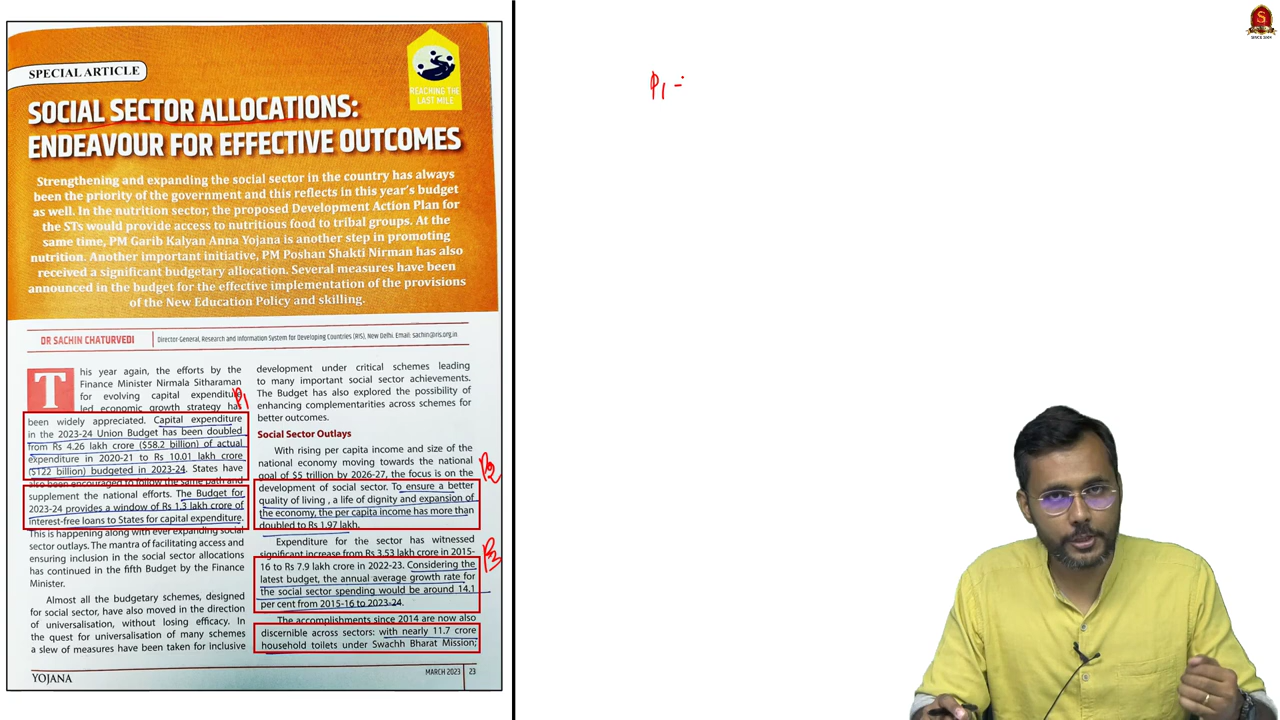 SPECIAL ARTICLE
REACHING THE
LAST MILE
SOCIAL SECTOR ALLOCATIONS:
ENDEAVOUR FOR EFFECTIVE OUTCOMES
Strengthening and expanding the social sector in the country has always
been the priority of the government and this reflects in this year's budget
as well. In the nutrition sector, the proposed Development Action Plan for
the STs would provide access to nutritious food to tribal groups. At the
same time, PM Garib Kalyan Anna Yojana is another step in promoting
nutrition. Another important initiative, PM Poshan Shakti Nirman has also
received a significant budgetary allocation. Several measures have been
announced in the budget for the effective implementation of the provisions
of the New Education Policy and skilling.
DR SACHIN CHATURVEDI
Director-General, Research and Information System for Developing Countries (RIS), New Delhi. Email: sachin@ris.org.in
This year again, the efforts by the
Finance Minister Nirmala Sitharaman
for evolving capital expenditure
led economic growth strategy has
been widely appreciated. Capital expenditure
in the 2023-24 Union Budget has been doubled
from Rs 4.26 lakh crore ($58.2 billion) of actual
expenditure in 2020-21 to Rs 10.01 lakh crore
($122 billion) budgeted in 2023-24. States have
also been encouraged to follow the same path and
supplement the national efforts. The Budget for
2023-24 provides a window of Rs 1.3 lakh crore of
interest-free loans to States for capital expenditure.
This is happening along with ever expanding social
sector outlays. The mantra of facilitating access and
ensuring inclusion in the social sector allocations
has continued in the fifth Budget by the Finance
Minister.
Almost all the budgetary schemes, designed
for social sector, have also moved in the direction
of universalisation, without losing efficacy. In
the quest for universalisation of many schemes
a slew of measures have been taken for inclusive
P1
development under critical schemes leading
to many important social sector achievements.
The Budget has also explored the possibility of
enhancing complementarities across schemes for
better outcomes.
Social Sector Outlays
With rising per capita income and size of the
national economy moving towards the national
goal of $5 trillion by 2026-27, the focus is on the
development of social sector. To ensure a better
quality of living , a life of dignity and expansion of
the economy, the per capita income has more than
doubled to Rs 1.97 lakh.
P2
Expenditure for the sector has witnessed
significant increase from Rs 3.53 lakh crore in 2015-
16 to Rs 7.9 lakh crore in 2022-23. Considering the
latest budget, the annual average growth rate for
the social sector spending would be around 14.1
per cent from 2015-16 to 2023-24.
P3
The accomplishments since 2014 are now also
discernible across sectors: with nearly 11.7 crore
household toilets under Swachh Bharat Mission;
YOJANA
MARCH 2023
23
P1 -
S
SINCE 2004